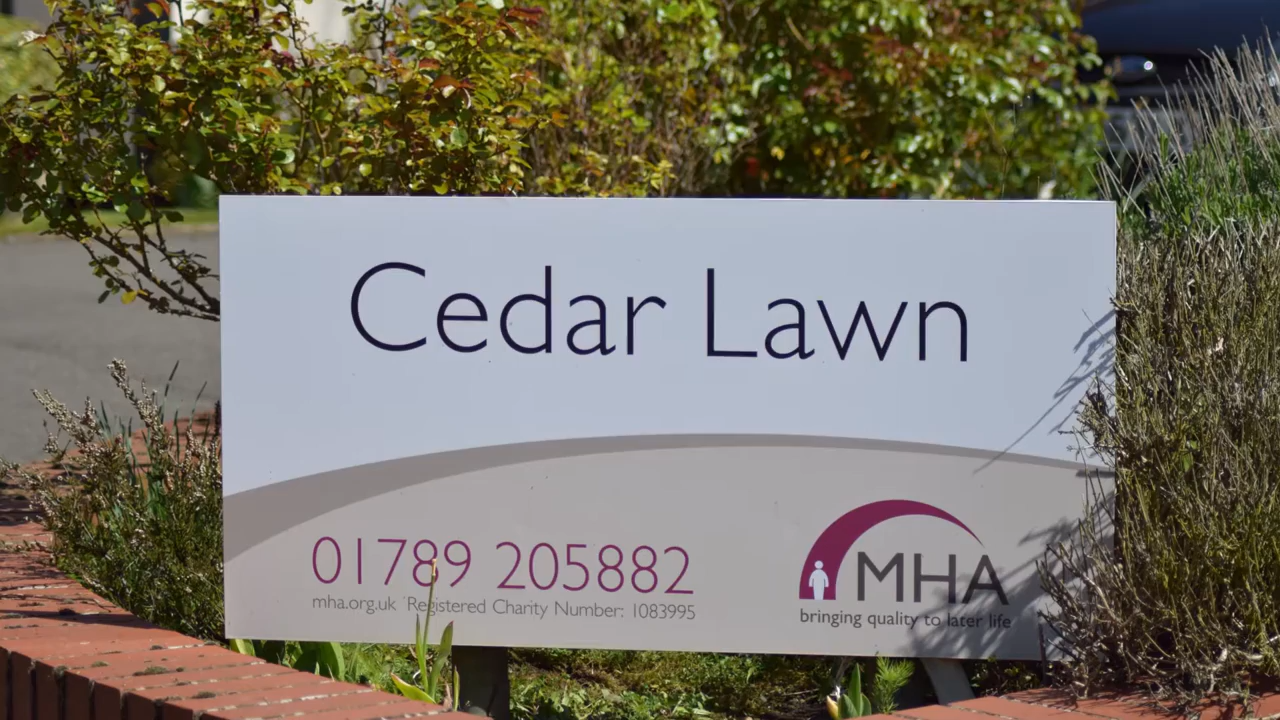 Cedar Lawn
01789 205882
mha.org.uk Registered Charity Number: 1083995
MHA
bringing quality to later life